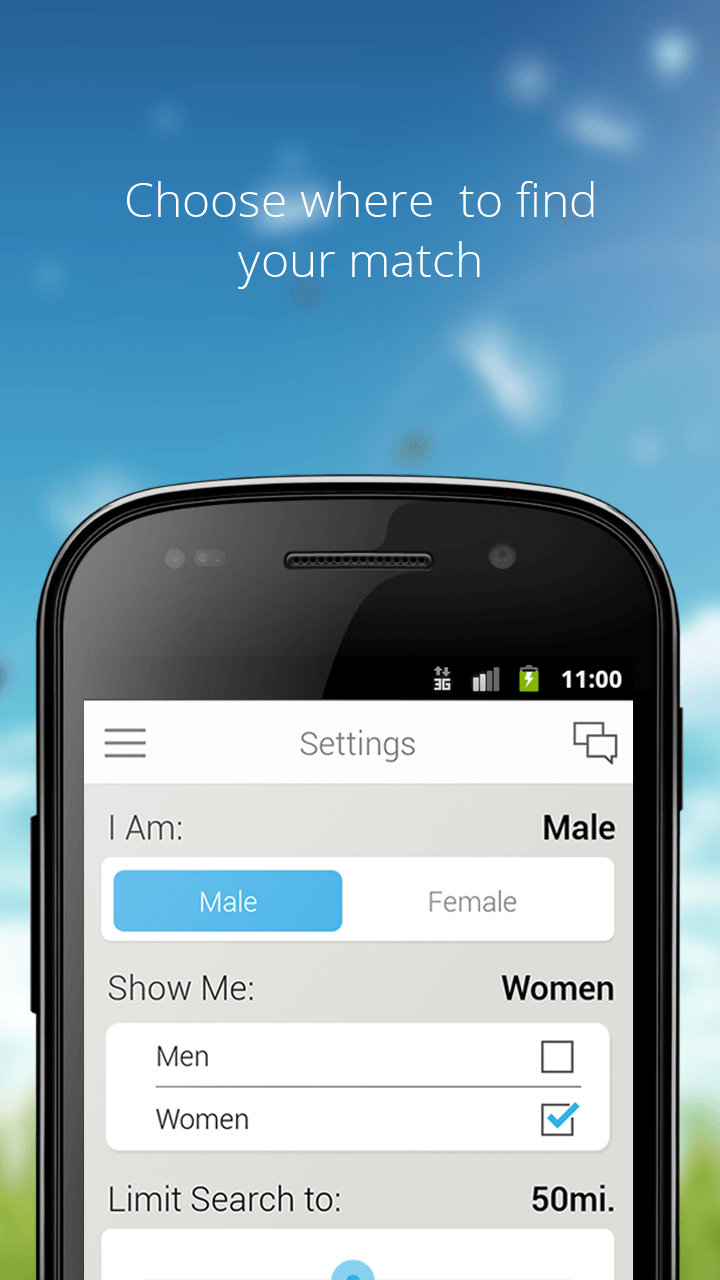 Choose where to find
your match
3G 11:00
Settings
I Am: Male
Male Female
Show Me: Women
Men
Women
Limit Search to: 50mi.